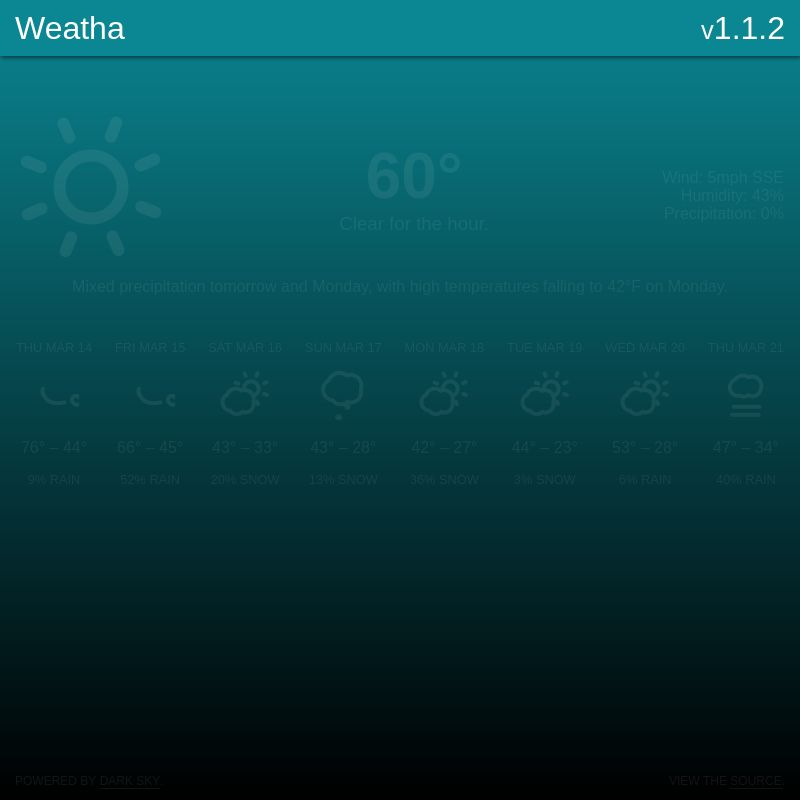 Weatha v1.1.2
60°
Clear for the hour.
Wind: 5mph SSE
Humidity: 43%
Precipitation: 0%
Mixed precipitation tomorrow and Monday, with high temperatures falling to 42°F on Monday.
THU MAR 14 FRI MAR 15 SAT MAR 16 SUN MAR 17 MON MAR 18 TUE MAR 19 WED MAR 20 THU MAR 21
76° – 44° 66° – 45° 43° – 33° 43° – 28° 42° – 27° 44° – 23° 53° – 28° 47° – 34°
9% RAIN 52% RAIN 20% SNOW 13% SNOW 36% SNOW 3% SNOW 6% RAIN 40% RAIN
POWERED BY DARK SKY. VIEW THE SOURCE.